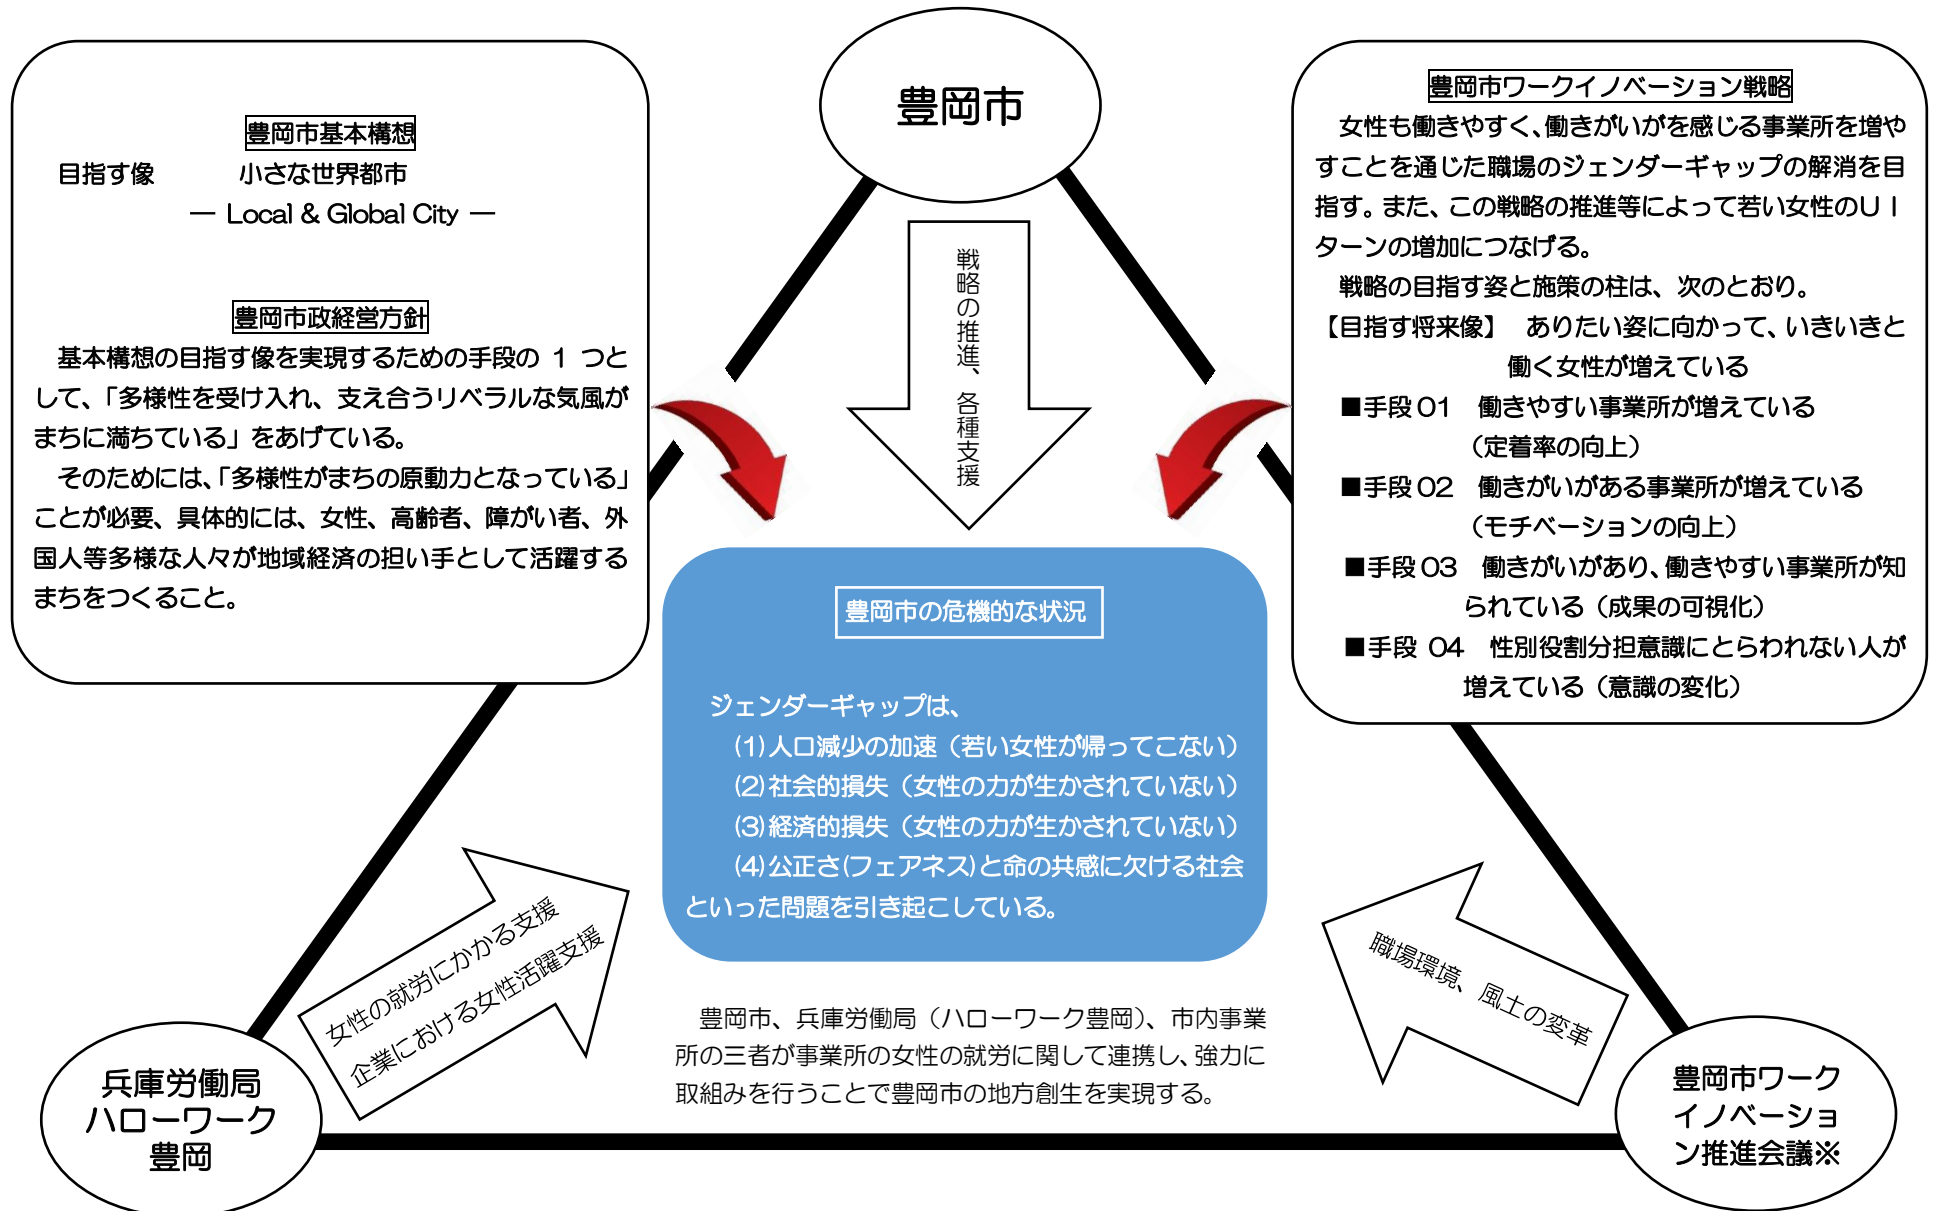 豊岡市
豊岡市基本構想
目指す像　小さな世界都市
― Local & Global City ―
豊岡市政経営方針
基本構想の目指す像を実現するための手段の 1 つと
して、「多様性を受け入れ、支え合うリベラルな気風が
まちに満ちている」をあげている。
そのためには、「多様性がまちの原動力となっている」
ことが必要、具体的には、女性、高齢者、障がい者、外
国人等多様な人々が地域経済の担い手として活躍する
まちをつくること。
戦略の推進、各種支援
豊岡市ワークイノベーション戦略
女性も働きやすく、働きがいがを感じる事業所を増や
すことを通じた職場のジェンダーギャップの解消を目
指す。また、この戦略の推進等によって若い女性のUI
ターンの増加につなげる。
戦略の目指す姿と施策の柱は、次のとおり。
【目指す将来像】　ありたい姿に向かって、いきいきと
働く女性が増えている
■手段01　働きやすい事業所が増えている
（定着率の向上）
■手段02　働きがいがある事業所が増えている
（モチベーションの向上）
■手段03　働きがいがあり、働きやすい事業所が知
られている（成果の可視化）
■手段 04　性別役割分担意識にとらわれない人が
増えている（意識の変化）
豊岡市の危機的な状況
ジェンダーギャップは、
(1)人口減少の加速（若い女性が帰ってこない）
(2)社会的損失（女性の力が生かされていない）
(3)経済的損失（女性の力が生かされていない）
(4)公正さ(フェアネス)と命の共感に欠ける社会
といった問題を引き起こしている。
女性の就労にかかる支援
企業における女性活躍支援
職場環境、風土の変革
豊岡市、兵庫労働局（ハローワーク豊岡）、市内事業
所の三者が事業所の女性の就労に関して連携し、強力に
取組みを行うことで豊岡市の地方創生を実現する。
兵庫労働局
ハローワーク
豊岡
豊岡市ワーク
イノベーショ
ン推進会議※